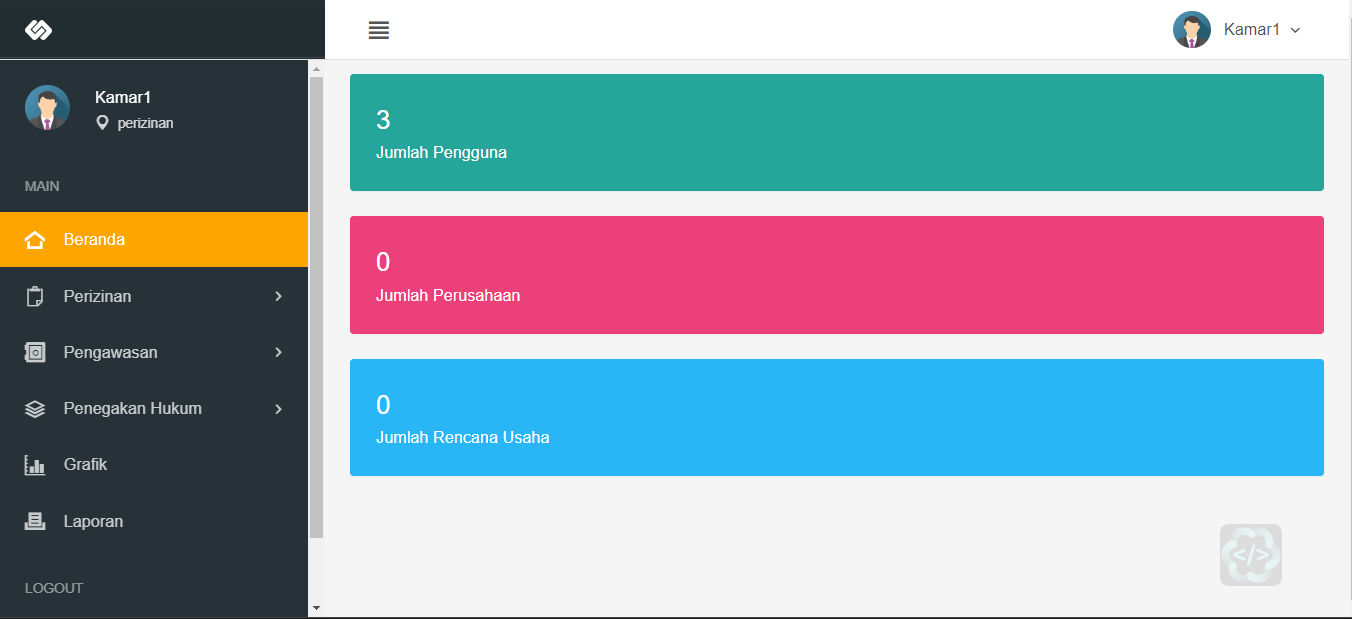 Kamar1
Kamar1
perizinan
MAIN
Beranda
Perizinan
Pengawasan
Penegakan Hukum
Grafik
Laporan
LOGOUT
3
Jumlah Pengguna
0
Jumlah Perusahaan
0
Jumlah Rencana Usaha
</>